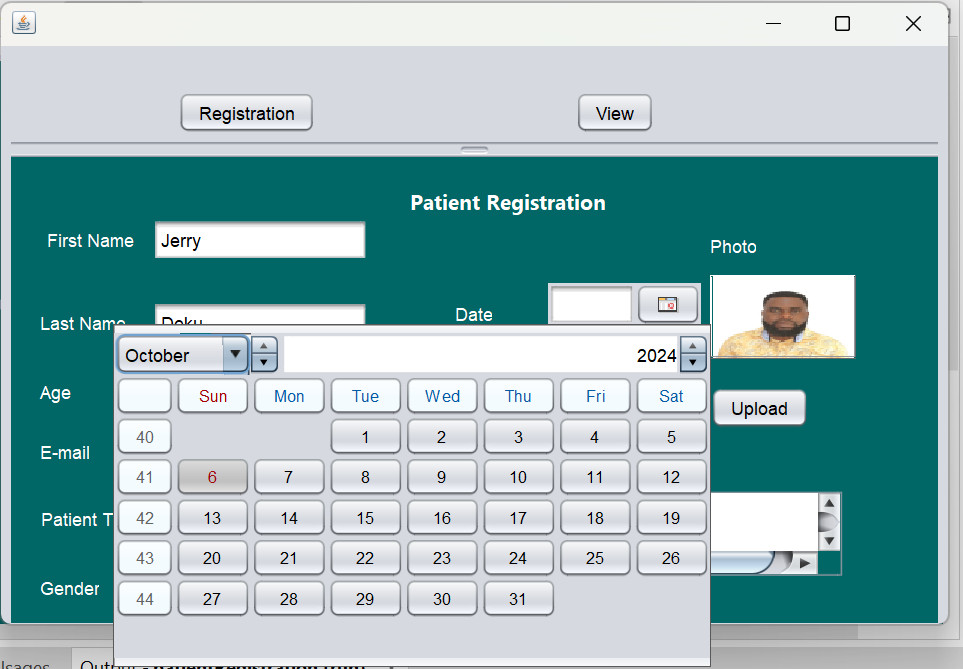 Registration View
Patient Registration
First Name Jerry
Photo
Last Name Doku
Date
October 2024
Sun Mon Tue Wed Thu Fri Sat
Age
Upload
40 1 2 3 4 5
E-mail
41 6 7 8 9 10 11 12
Patient T
42 13 14 15 16 17 18 19
43 20 21 22 23 24 25 26
Gender
44 27 28 29 30 31